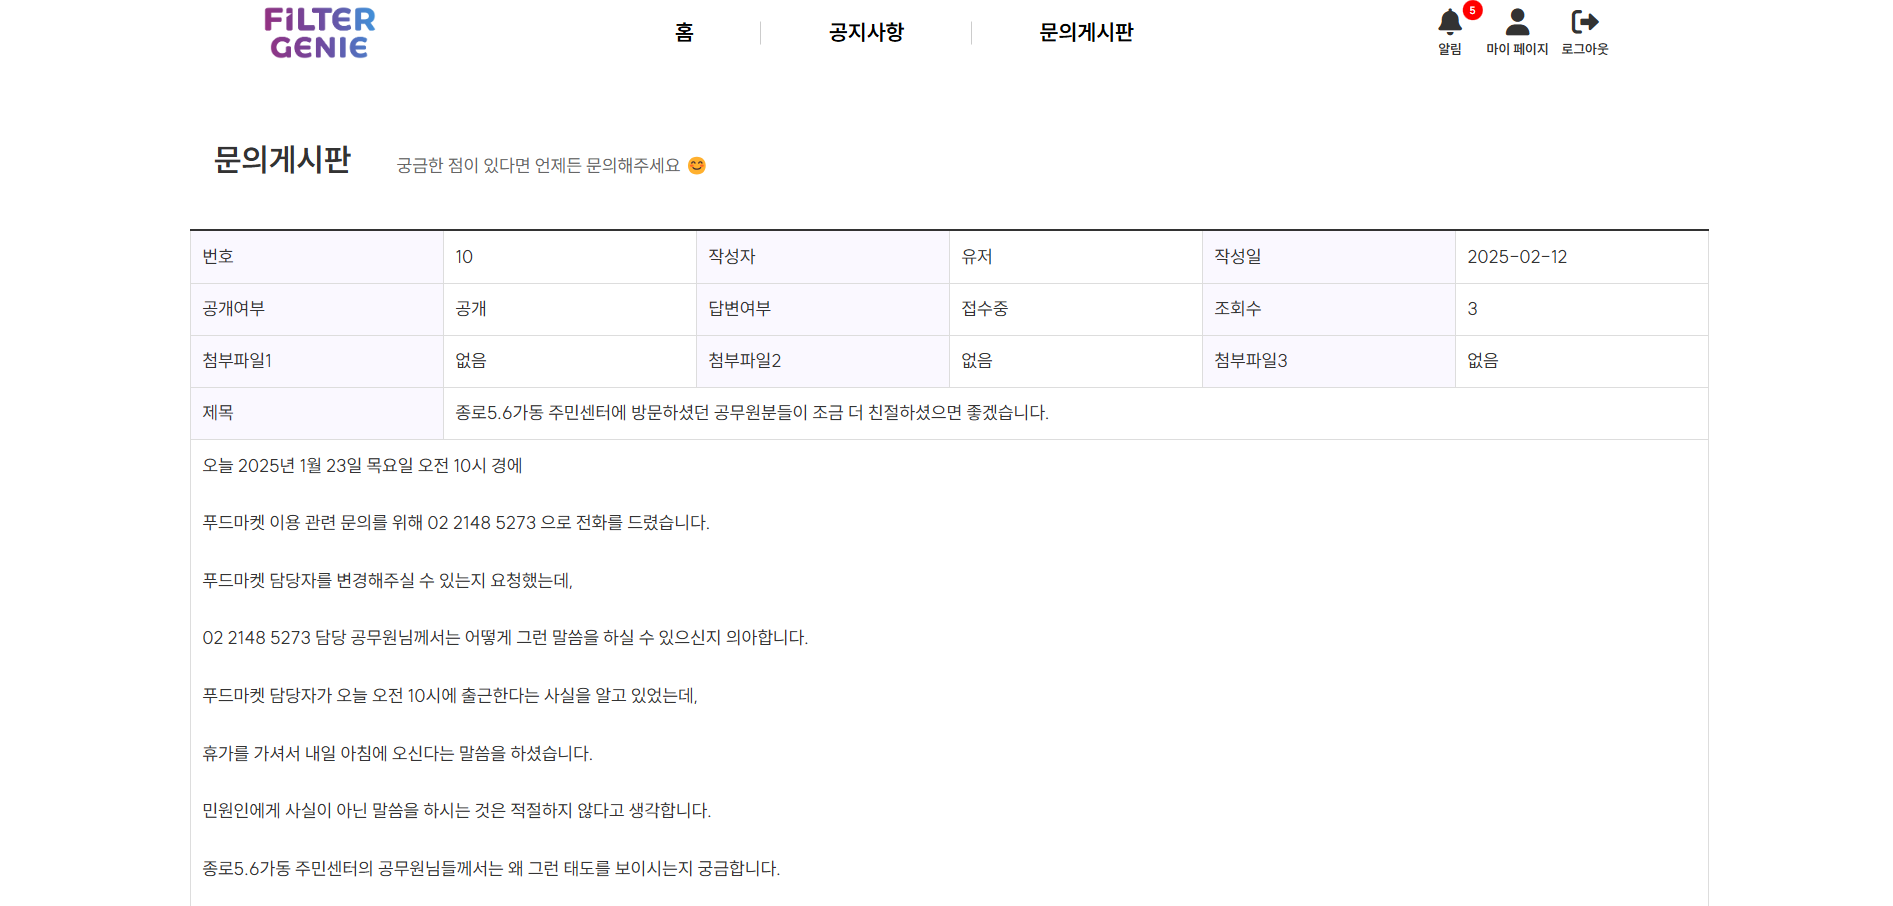 FiLTER
GENIE
홈
공지사항
문의게시판
5
알림
마이 페이지
로그아웃
문의게시판
궁금한 점이 있다면 언제든 문의해주세요 😊
번호 10 작성자 유저 작성일 2025-02-12
공개여부 공개 답변여부 접수중 조회수 3
첨부파일1 없음 첨부파일2 없음 첨부파일3 없음
제목 종로5.6가동 주민센터에 방문하셨던 공무원분들이 조금 더 친절하셨으면 좋겠습니다.
오늘 2025년 1월 23일 목요일 오전 10시 경에
푸드마켓 이용 관련 문의를 위해 02 2148 5273 으로 전화를 드렸습니다.
푸드마켓 담당자를 변경해주실 수 있는지 요청했는데,
02 2148 5273 담당 공무원님께서는 어떻게 그런 말씀을 하실 수 있으신지 의아합니다.
푸드마켓 담당자가 오늘 오전 10시에 출근한다는 사실을 알고 있었는데,
휴가를 가셔서 내일 아침에 오신다는 말씀을 하셨습니다.
민원인에게 사실이 아닌 말씀을 하시는 것은 적절하지 않다고 생각합니다.
종로5.6가동 주민센터의 공무원님들께서는 왜 그런 태도를 보이시는지 궁금합니다.